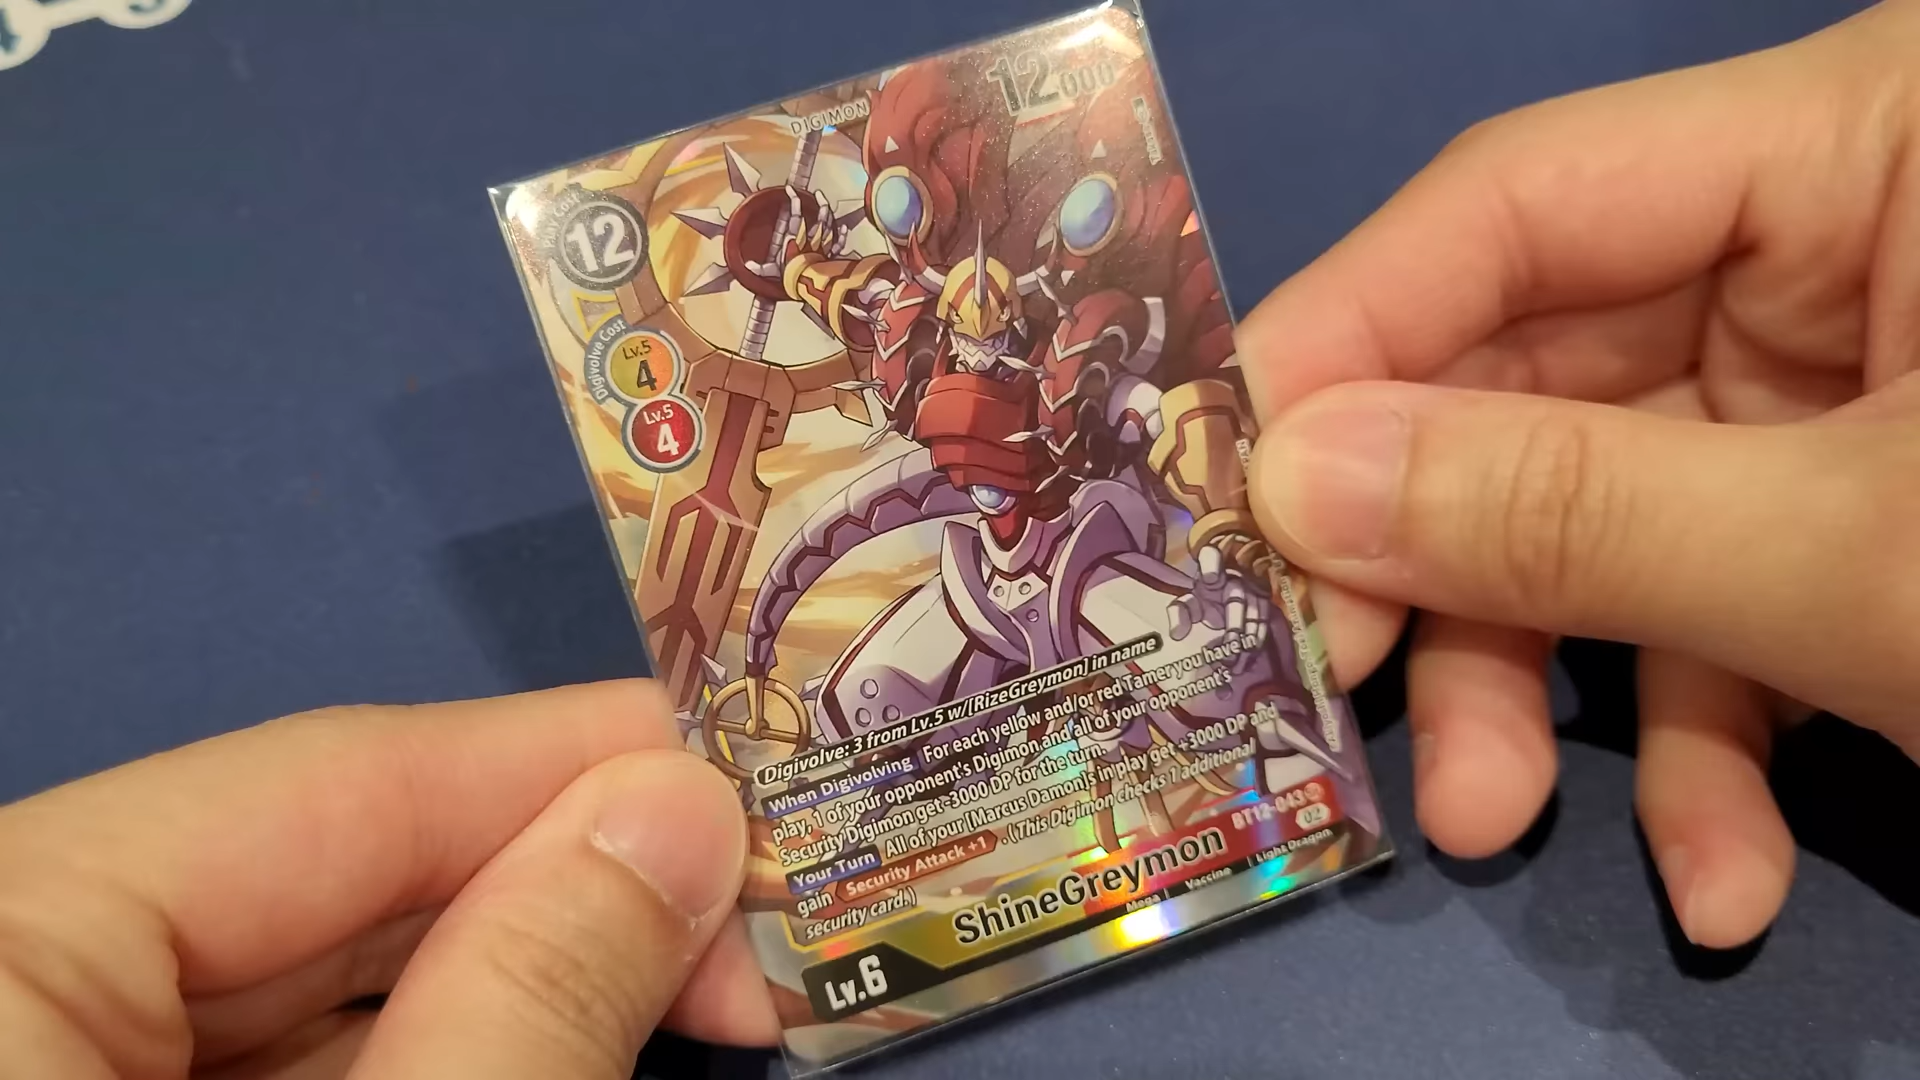 DIGIMON
12000
Play Cost
12
Digivolve Cost
Lv.5
4
Lv.5
4
Digivolve: 3 from Lv.5 w/[RizeGreymon] in name
When Digivolving For each yellow and/or red Tamer you have in
play, 1 of your opponent's Digimon and all of your opponent's
Security Digimon get -3000 DP for the turn.
Your Turn All of your [Marcus Damon]s in play get +3000 DP and
gain Security Attack +1. (This Digimon checks 1 additional
security card.)
BT12-043
02
ShineGreymon
Lv.6
Mega | Vaccine | Light Dragon